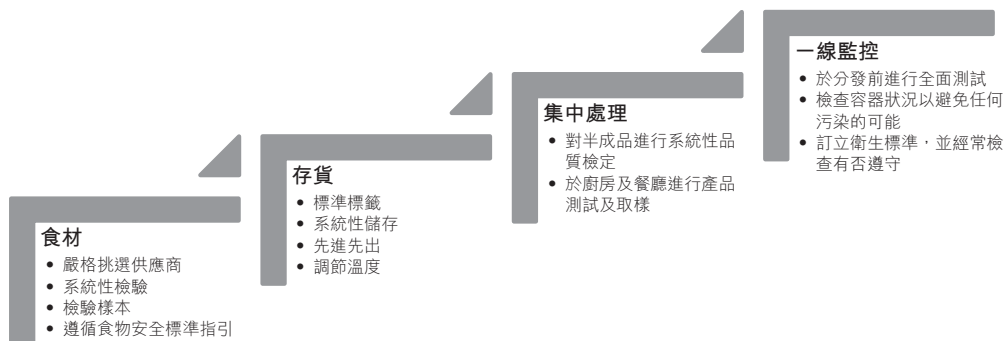 食材
• 嚴格挑選供應商
• 系統性檢驗
• 檢驗樣本
• 遵循食物安全標準指引
存貨
• 標準標籤
• 系統性儲存
• 先進先出
• 調節溫度
集中處理
• 對半成品進行系統性品
質檢定
• 於廚房及餐廳進行產品
測試及取樣
一線監控
• 於分發前進行全面測試
• 檢查容器狀況以避免任何
污染的可能
• 訂立衛生標準，並經常檢
查有否遵守